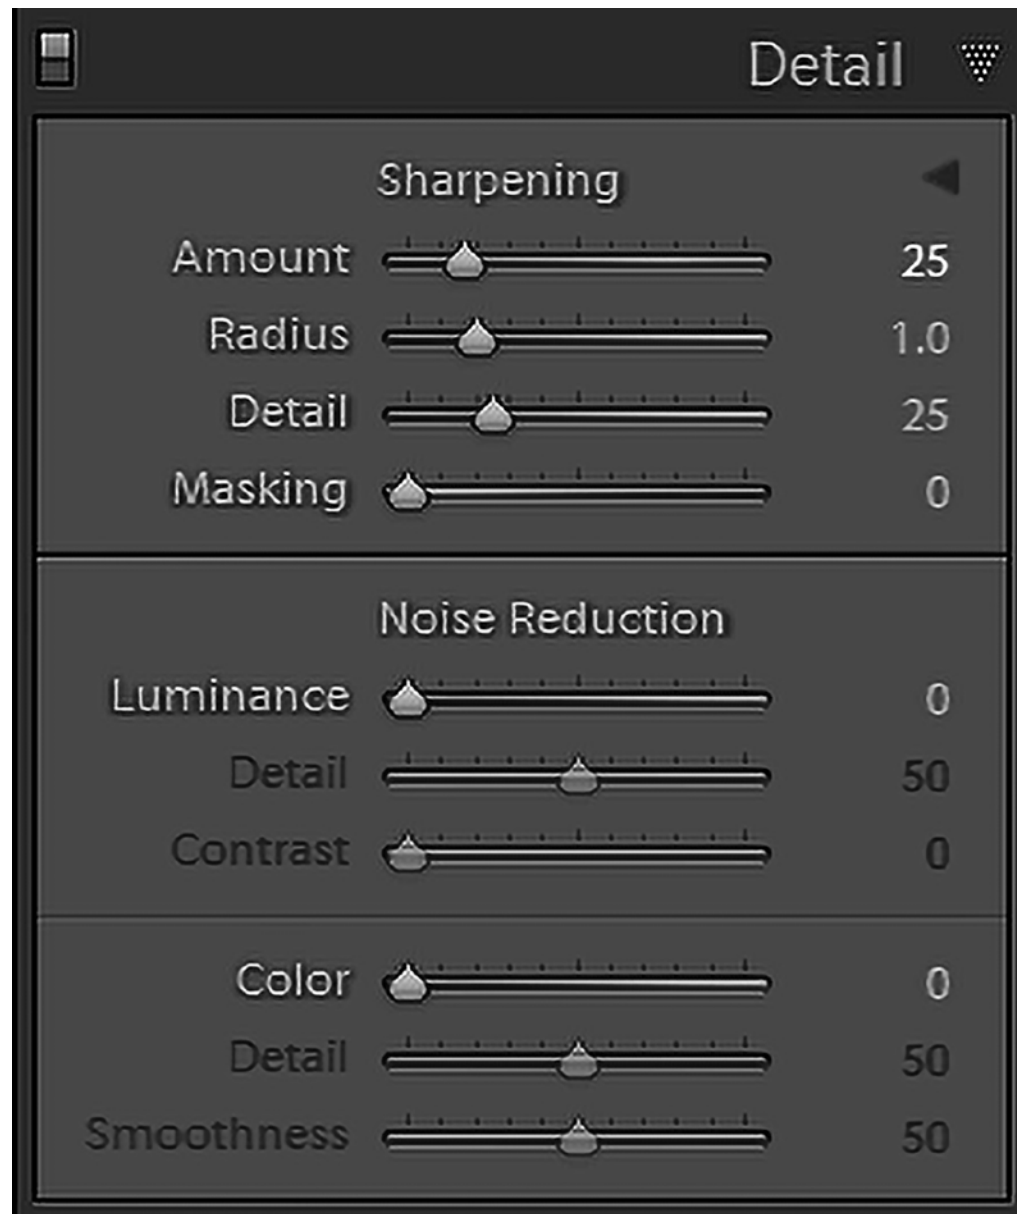 Detail
Sharpening
Amount 25
Radius 1.0
Detail 25
Masking 0
Noise Reduction
Luminance 0
Detail 50
Contrast 0
Color 0
Detail 50
Smoothness 50